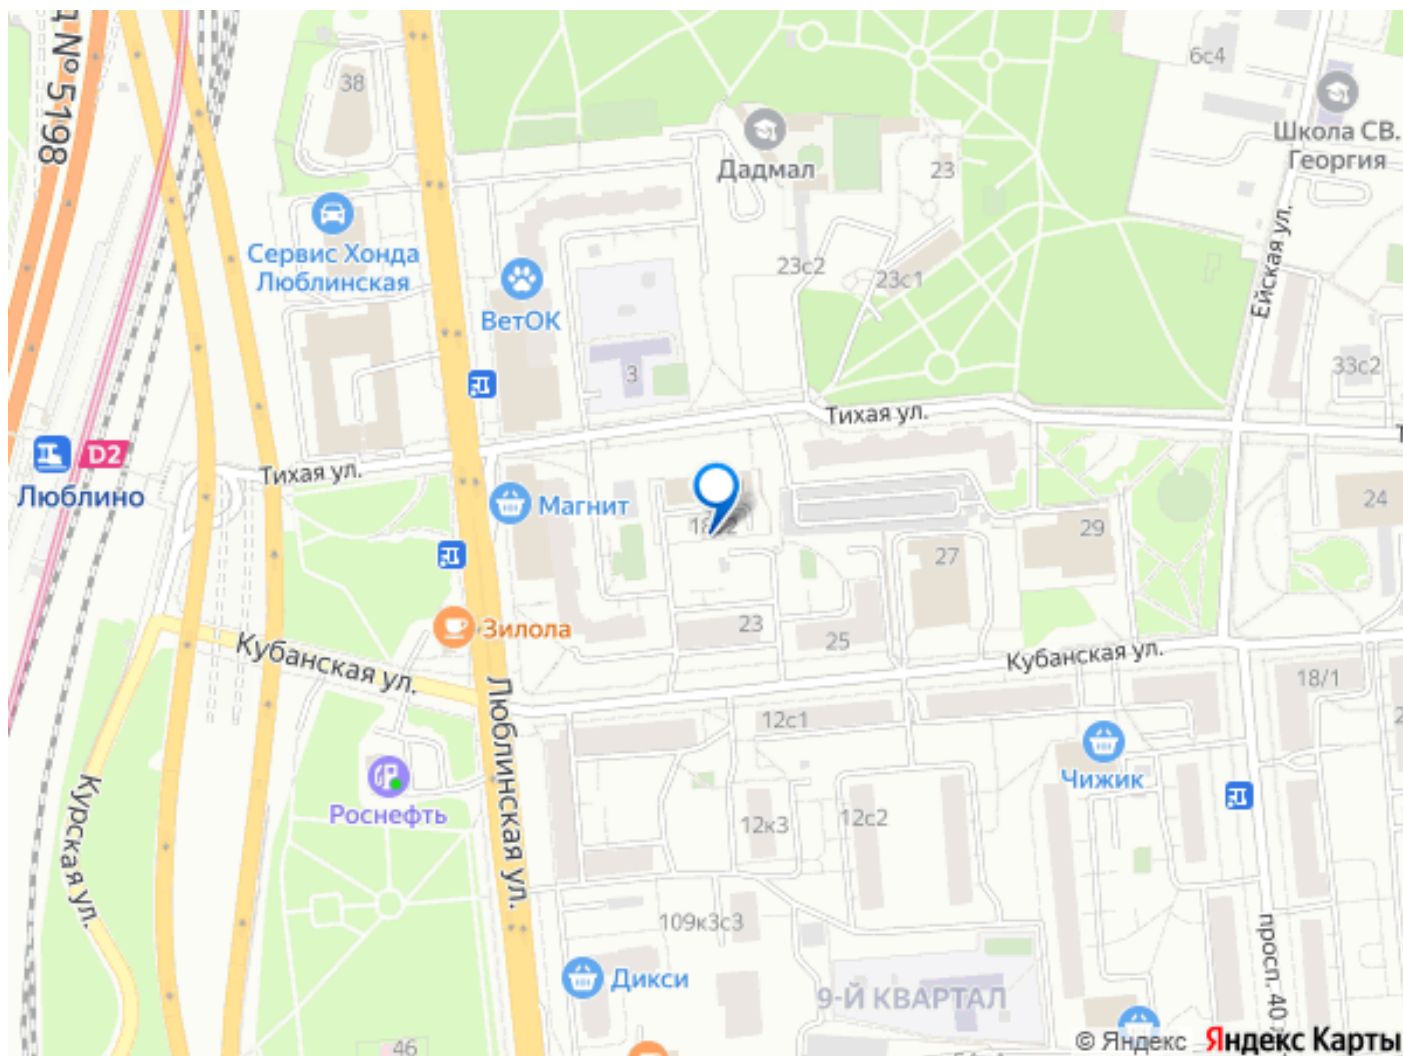 Д № 5198
38
6с4
Школа СВ.
Георгия
Дадмал
23
Сервис Хонда
Люблинская
23с2
23с1
Ейская ул.
ВетОК
3
33с2
Тихая ул.
D2
Люблино
Тихая ул.
Магнит
24
29
27
Зилола
23
25
Кубанская ул.
Кубанская ул.
18/1
Люблинская ул.
12с1
Чижик
Роснефть
Курская ул.
12к3
12с2
109к3с3
просп. 40
Дикси
9-Й КВАРТАЛ
46
© Яндекс Яндекс Карты